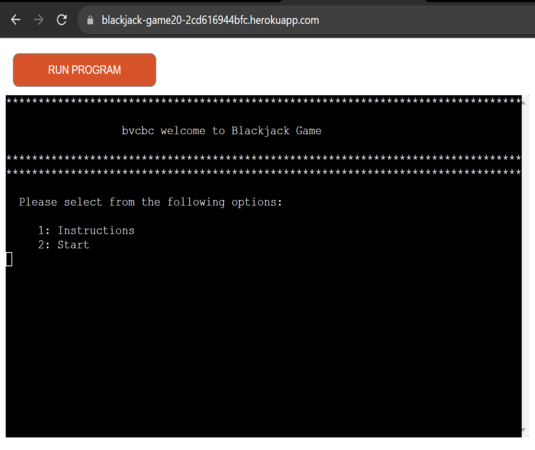 blackjack-game20-2cd616944bfc.herokuapp.com
RUN PROGRAM
********************************************************************************
bvcbc welcome to Blackjack Game
********************************************************************************
********************************************************************************
Please select from the following options:
1: Instructions
2: Start